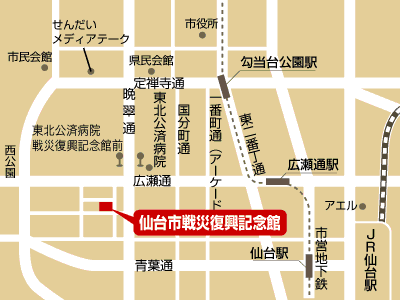 市役所
せんだい
メディアテーク
市民会館
県民会館
勾当台公園駅
定禅寺通
晩翠通
東北公済病院
国分町通
一番町通（アーケード
東二番丁通
東北公済病院
戦災復興記念館前
西公園
広瀬通
広瀬通駅
アエル
仙台市戦災復興記念館
仙台駅
市営地下鉄
JR仙台駅
青葉通